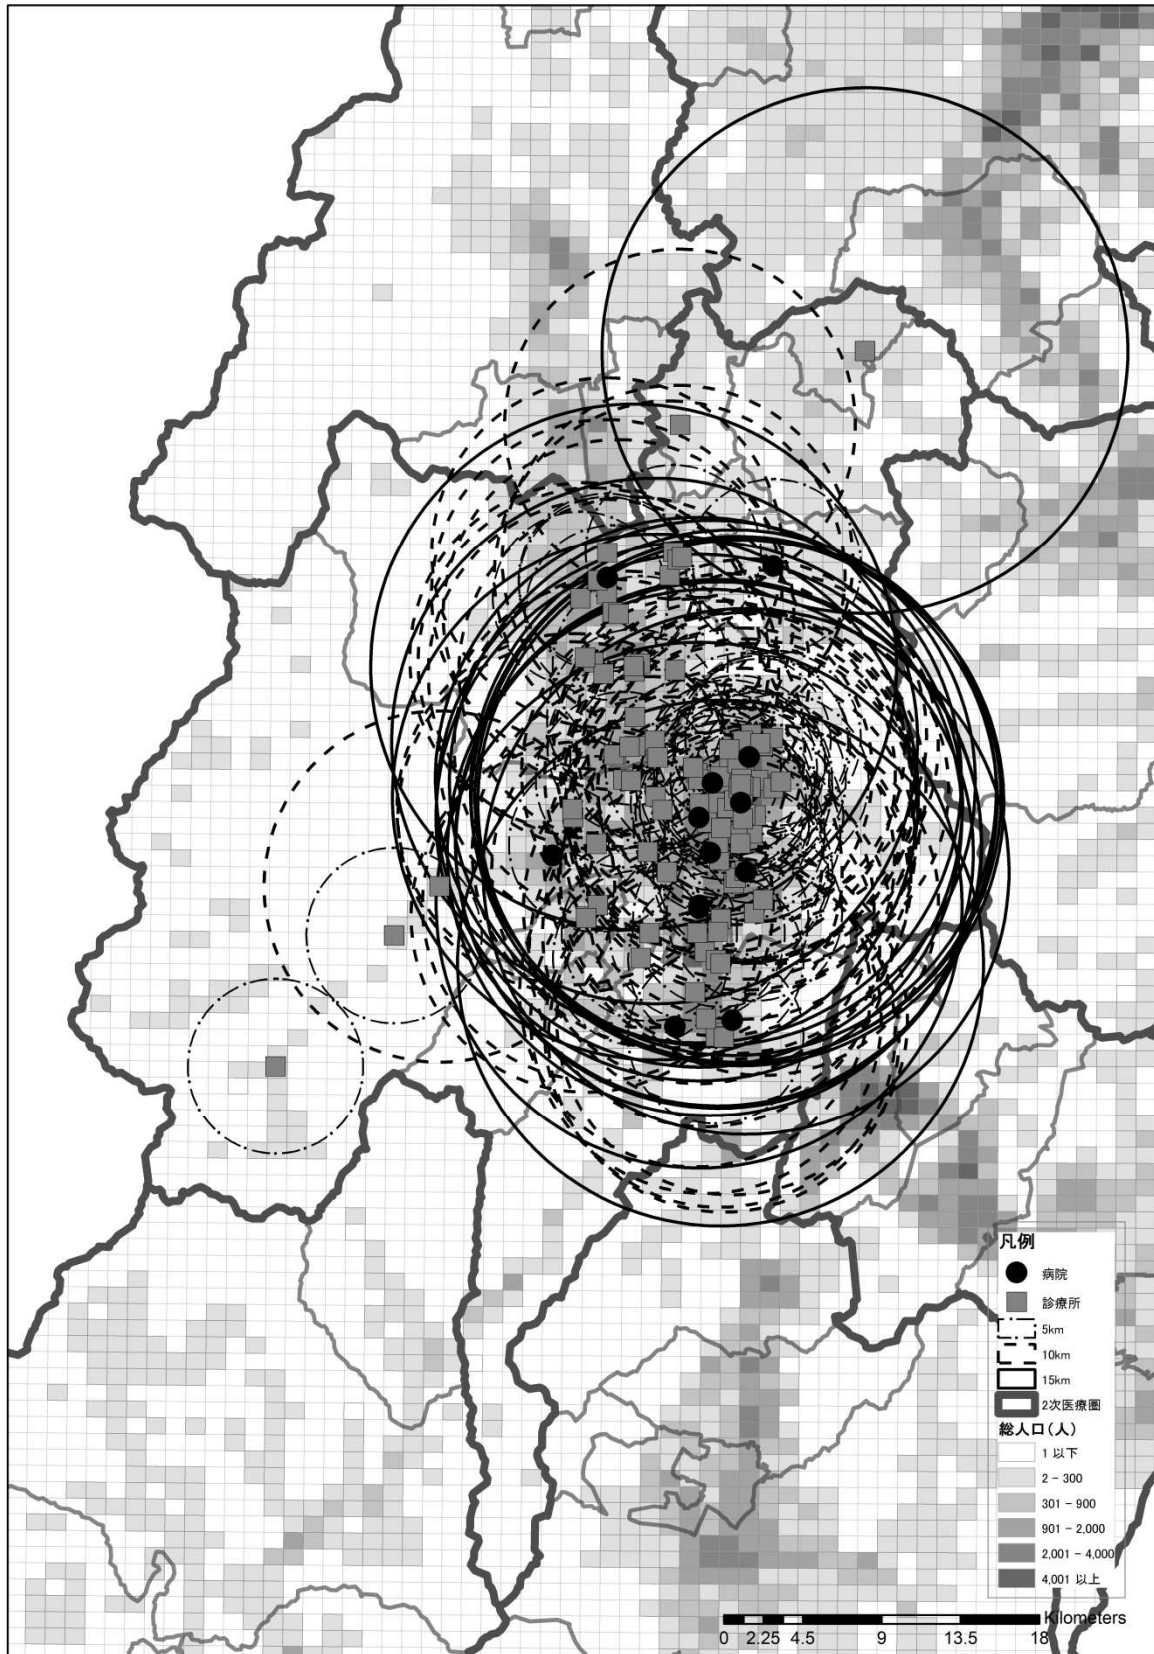 凡例
病院
診療所
5km
10km
15km
2次医療圏
総人口(人)
1 以下
2 - 300
301 - 900
901 - 2,000
2,001 - 4,000
4,001 以上
Kilometers
0 2.25 4.5 9 13.5 18